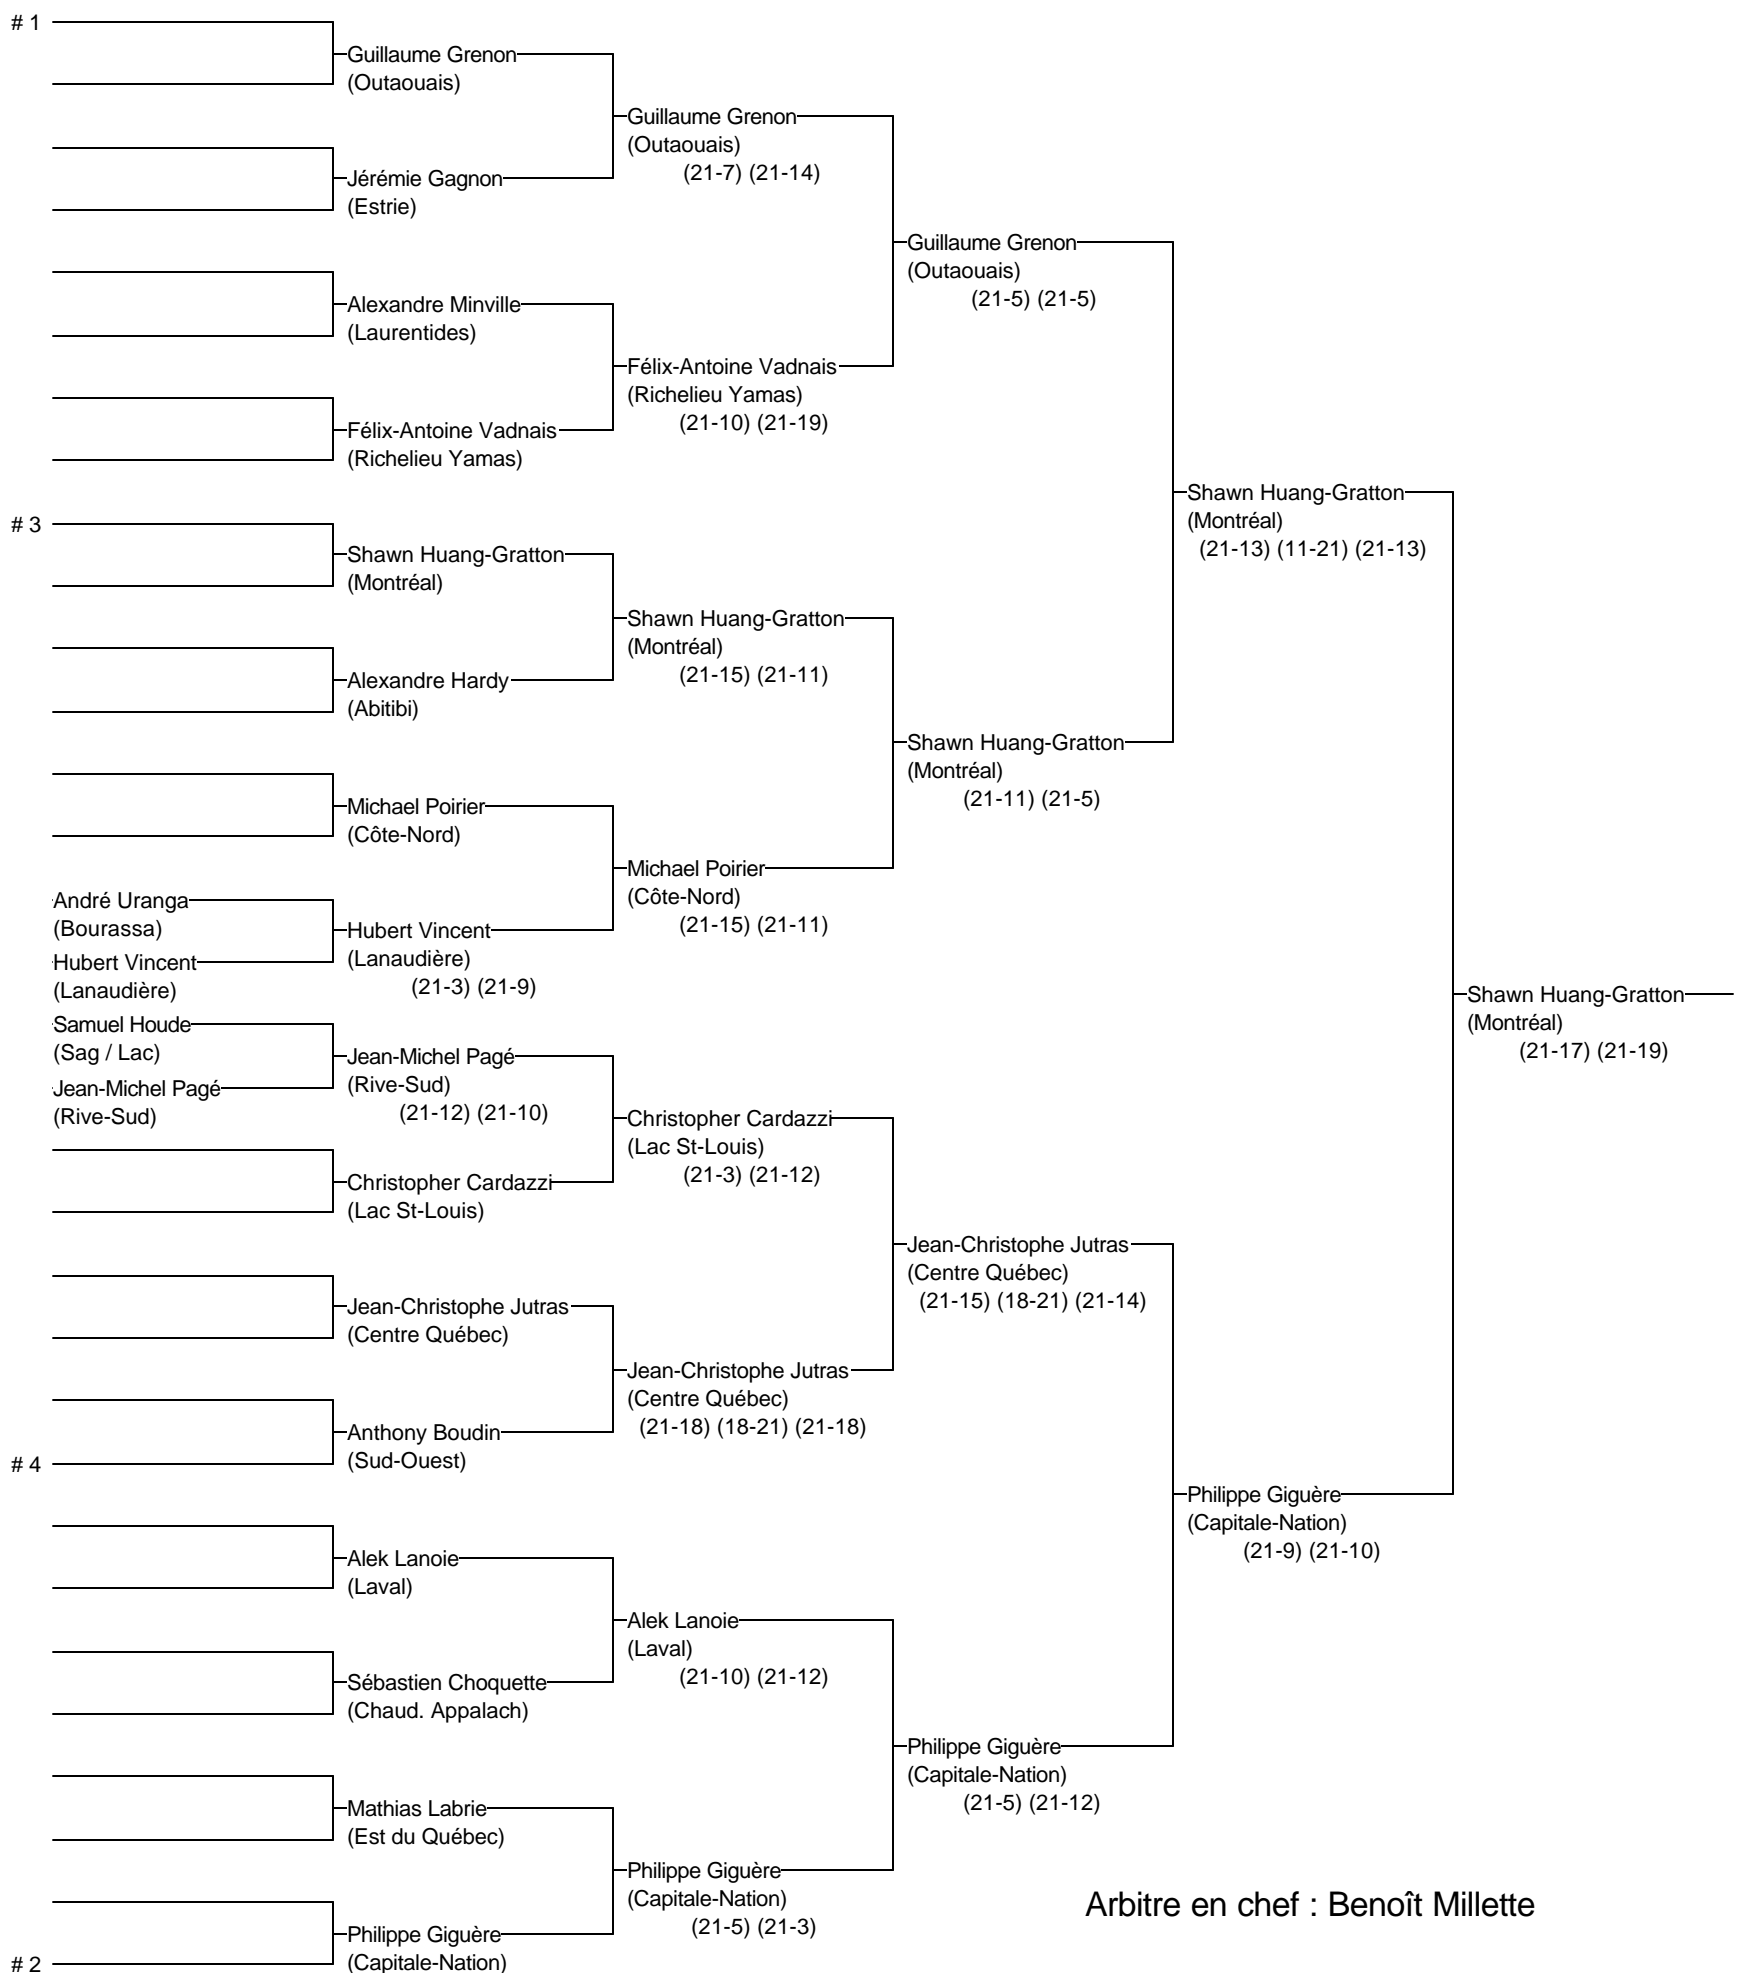 # 1
Guillaume Grenon
(Outaouais)
Guillaume Grenon
(Outaouais)
(21-7) (21-14)
Jérémie Gagnon
(Estrie)
Guillaume Grenon
(Outaouais)
(21-5) (21-5)
Alexandre Minville
(Laurentides)
Félix-Antoine Vadnais
(Richelieu Yamas)
(21-10) (21-19)
Félix-Antoine Vadnais
(Richelieu Yamas)
Shawn Huang-Gratton
(Montréal)
(21-13) (11-21) (21-13)
# 3
Shawn Huang-Gratton
(Montréal)
Shawn Huang-Gratton
(Montréal)
(21-15) (21-11)
Alexandre Hardy
(Abitibi)
Shawn Huang-Gratton
(Montréal)
(21-11) (21-5)
Michael Poirier
(Côte-Nord)
Michael Poirier
(Côte-Nord)
(21-15) (21-11)
André Uranga
(Bourassa)
Hubert Vincent
(Lanaudière)
(21-3) (21-9)
Hubert Vincent
(Lanaudière)
Shawn Huang-Gratton
(Montréal)
(21-17) (21-19)
Samuel Houde
(Sag / Lac)
Jean-Michel Pagé
(Rive-Sud)
(21-12) (21-10)
Jean-Michel Pagé
(Rive-Sud)
Christopher Cardazzi
(Lac St-Louis)
(21-3) (21-12)
Christopher Cardazzi
(Lac St-Louis)
Jean-Christophe Jutras
(Centre Québec)
(21-15) (18-21) (21-14)
Jean-Christophe Jutras
(Centre Québec)
Jean-Christophe Jutras
(Centre Québec)
(21-18) (18-21) (21-18)
Anthony Boudin
(Sud-Ouest)
# 4
Philippe Giguère
(Capitale-Nation)
(21-9) (21-10)
Alek Lanoie
(Laval)
Alek Lanoie
(Laval)
(21-10) (21-12)
Sébastien Choquette
(Chaud. Appalach)
Philippe Giguère
(Capitale-Nation)
(21-5) (21-12)
Mathias Labrie
(Est du Québec)
Philippe Giguère
(Capitale-Nation)
(21-5) (21-3)
Arbitre en chef : Benoît Millette
Philippe Giguère
(Capitale-Nation)
# 2